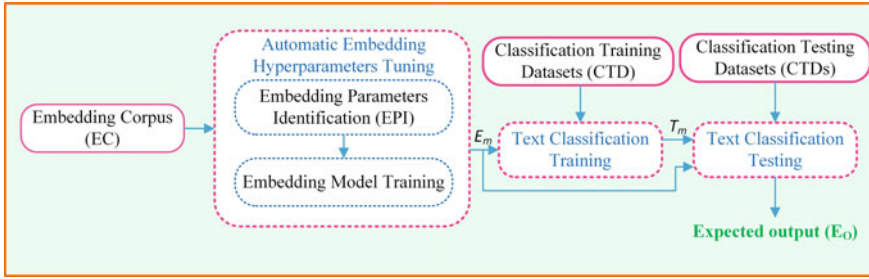 Automatic Embedding
Hyperparameters Tuning
Classification Training
Datasets (CTD)
Classification Testing
Datasets (CTDs)
Embedding Corpus
(EC)
Embedding Parameters
Identification (EPI)
Embedding Model Training
Em
Text Classification
Training
Tm
Text Classification
Testing
Expected output (EO)